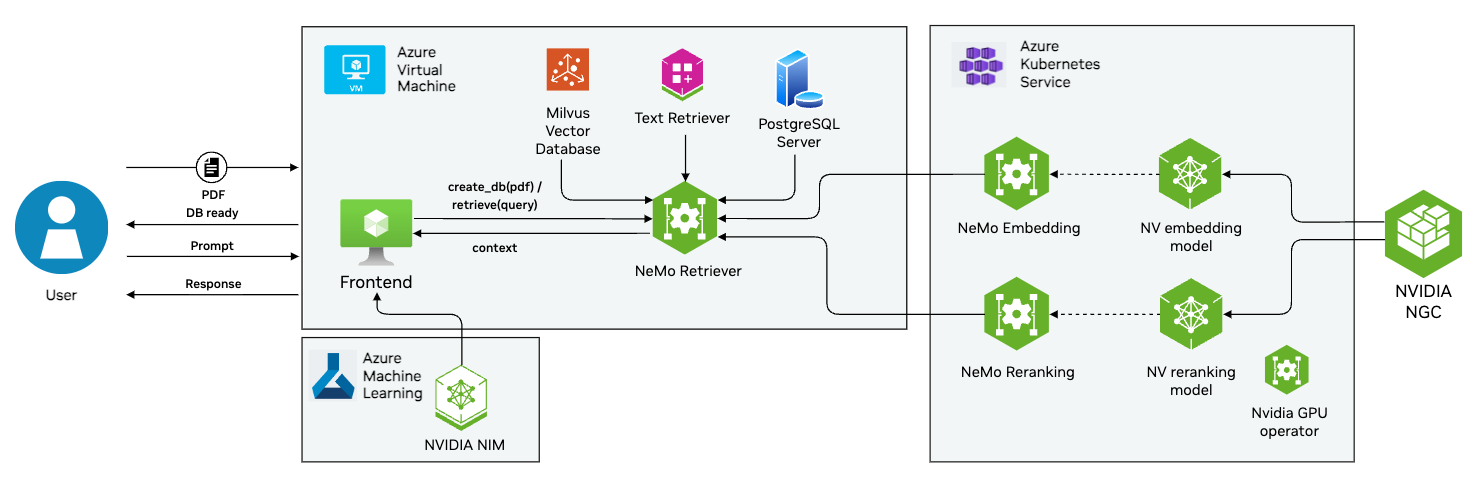 PDF
DB ready
Prompt
Response
User
VM
Azure
Virtual
Machine
Milvus
Vector
Database
Text Retriever
PostgreSQL
Server
create_db(pdf) /
retrieve(query)
context
Frontend
NeMo Retriever
Azure
Machine
Learning
NVIDIA NIM
Azure
Kubernetes
Service
NeMo Embedding
NV embedding
model
NeMo Reranking
NV reranking
model
Nvidia GPU
operator
NVIDIA
NGC